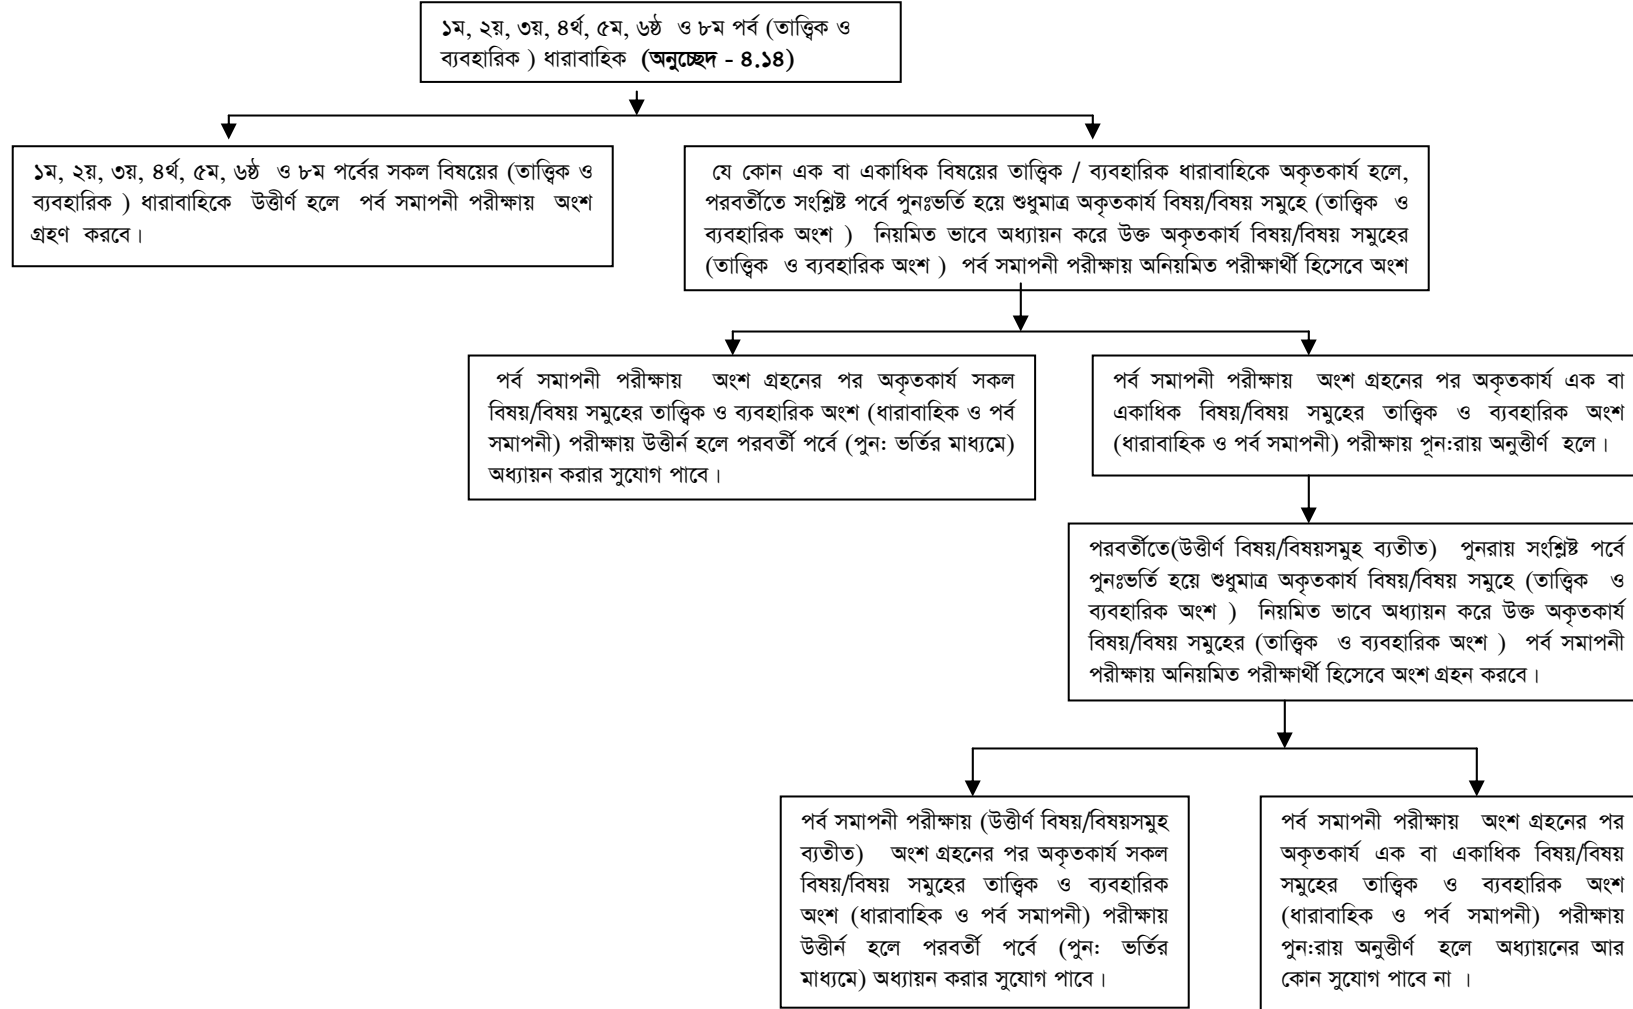 ১ম, ২য়, ৩য়, ৪র্থ, ৫ম, ৬ষ্ঠ ও ৮ম পর্ব (তাত্ত্বিক ও
ব্যবহারিক ) ধারাবাহিক (অনুচ্ছেদ - ৪.১৪)
১ম, ২য়, ৩য়, ৪র্থ, ৫ম, ৬ষ্ঠ ও ৮ম পর্বের সকল বিষয়ের (তাত্ত্বিক ও
ব্যবহারিক ) ধারাবাহিকে উত্তীর্ণ হলে পর্ব সমাপনী পরীক্ষায় অংশ
গ্রহণ করবে।
যে কোন এক বা একাধিক বিষয়ের তাত্ত্বিক / ব্যবহারিক ধারাবাহিকে অকৃতকার্য হলে,
পরবর্তীতে সংশ্লিষ্ট পর্বে পুনঃভর্তি হয়ে শুধুমাত্র অকৃতকার্য বিষয়/বিষয় সমুহে (তাত্ত্বিক ও
ব্যবহারিক অংশ ) নিয়মিত ভাবে অধ্যায়ন করে উক্ত অকৃতকার্য বিষয়/বিষয় সমুহের
(তাত্ত্বিক ও ব্যবহারিক অংশ ) পর্ব সমাপনী পরীক্ষায় অনিয়মিত পরীক্ষার্থী হিসেবে অংশ
পর্ব সমাপনী পরীক্ষায় অংশ গ্রহনের পর অকৃতকার্য সকল
বিষয়/বিষয় সমুহের তাত্ত্বিক ও ব্যবহারিক অংশ (ধারাবাহিক ও পর্ব
সমাপনী) পরীক্ষায় উত্তীর্ন হলে পরবর্তী পর্বে (পুন: ভর্তির মাধ্যমে)
অধ্যায়ন করার সুযোগ পাবে।
পর্ব সমাপনী পরীক্ষায় অংশ গ্রহনের পর অকৃতকার্য এক বা
একাধিক বিষয়/বিষয় সমুহের তাত্ত্বিক ও ব্যবহারিক অংশ
(ধারাবাহিক ও পর্ব সমাপনী) পরীক্ষায় পূন:রায় অনুত্তীর্ণ হলে।
পরবর্তীতে(উত্তীর্ণ বিষয়/বিষয়সমুহ ব্যতীত) পুনরায় সংশ্লিষ্ট পর্বে
পুনঃভর্তি হয়ে শুধুমাত্র অকৃতকার্য বিষয়/বিষয় সমুহে (তাত্ত্বিক ও
ব্যবহারিক অংশ ) নিয়মিত ভাবে অধ্যায়ন করে উক্ত অকৃতকার্য
বিষয়/বিষয় সমুহের (তাত্ত্বিক ও ব্যবহারিক অংশ ) পর্ব সমাপনী
পরীক্ষায় অনিয়মিত পরীক্ষার্থী হিসেবে অংশ গ্রহন করবে।
পর্ব সমাপনী পরীক্ষায় (উত্তীর্ণ বিষয়/বিষয়সমুহ
ব্যতীত) অংশ গ্রহনের পর অকৃতকার্য সকল
বিষয়/বিষয় সমুহের তাত্ত্বিক ও ব্যবহারিক
অংশ (ধারাবাহিক ও পর্ব সমাপনী) পরীক্ষায়
উত্তীর্ন হলে পরবর্তী পর্বে (পুন: ভর্তির
মাধ্যমে) অধ্যায়ন করার সুযোগ পাবে।
পর্ব সমাপনী পরীক্ষায় অংশ গ্রহনের পর
অকৃতকার্য এক বা একাধিক বিষয়/বিষয়
সমুহের তাত্ত্বিক ও ব্যবহারিক অংশ
(ধারাবাহিক ও পর্ব সমাপনী) পরীক্ষায়
পুন:রায় অনুত্তীর্ণ হলে অধ্যায়নের আর
কোন সুযোগ পাবে না ।